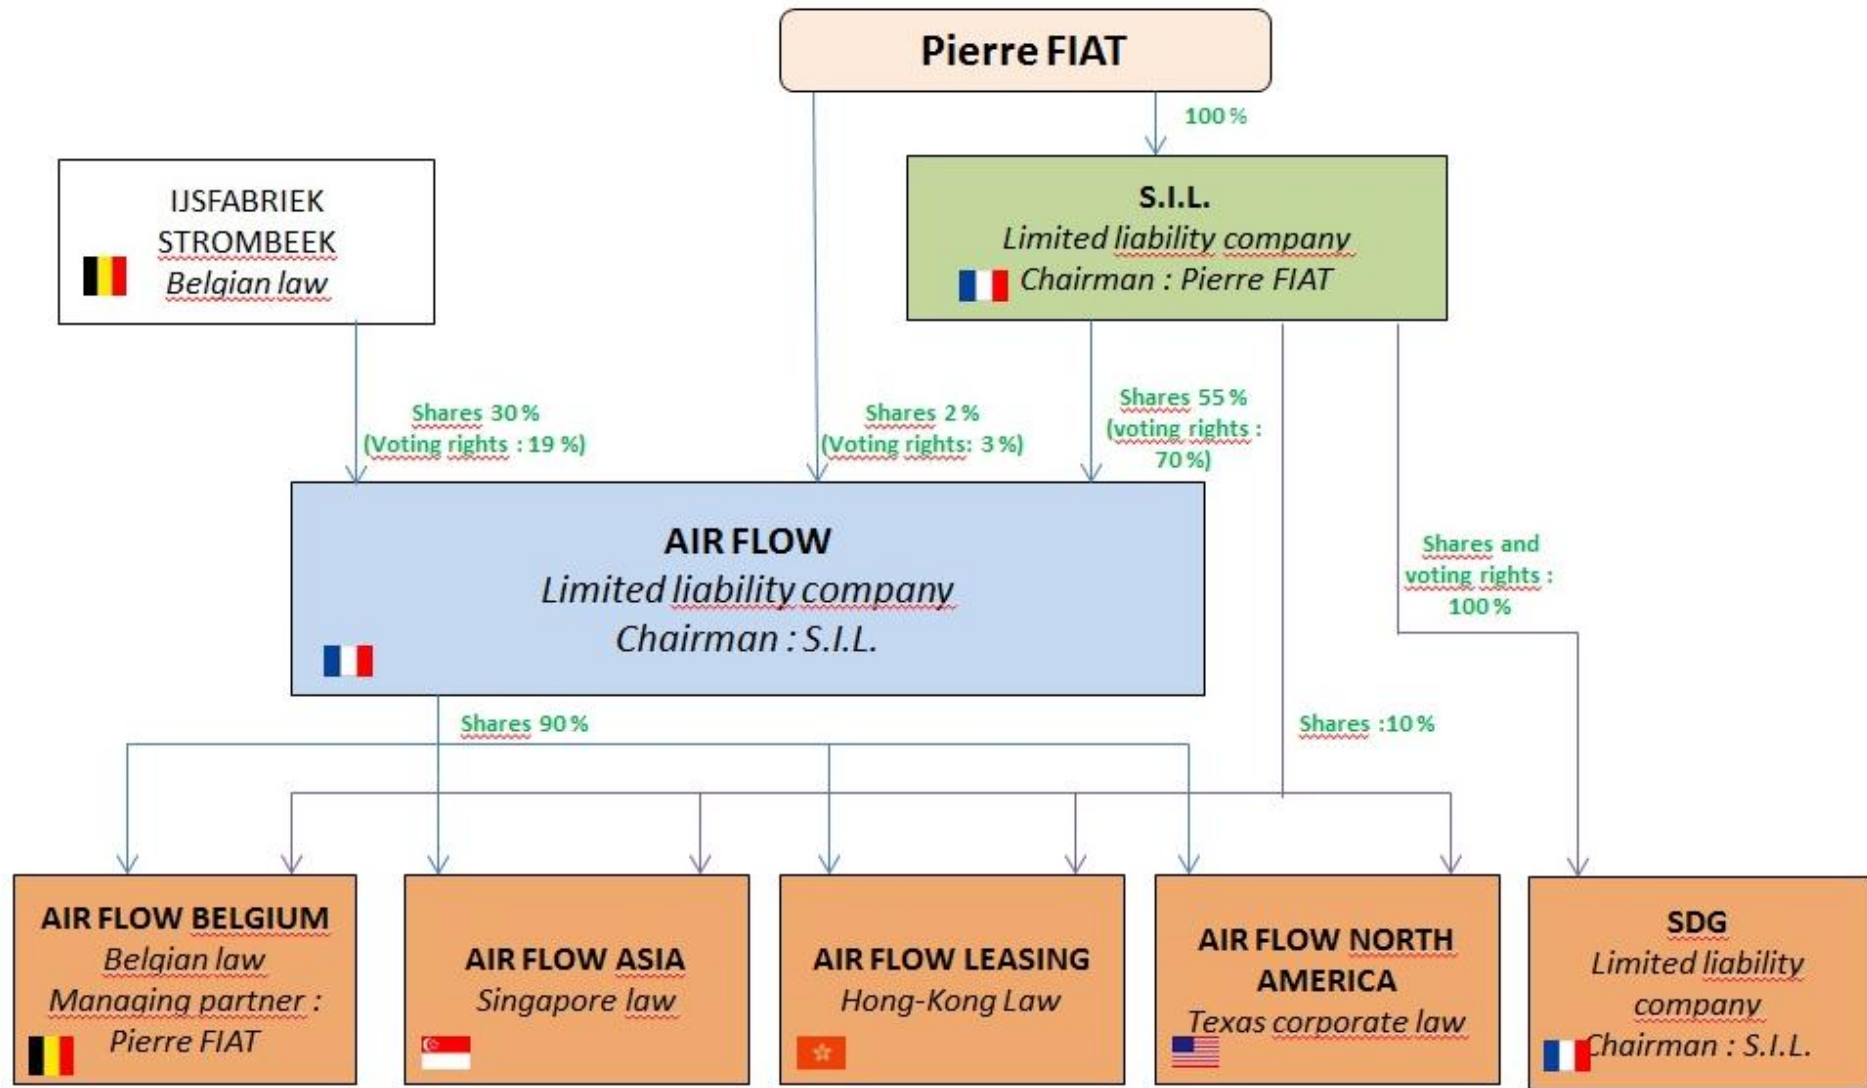 Pierre FIAT
100 %
IJSFABRIEK
STROMBEEK
Belgian law
S.I.L.
Limited liability company
Chairman : Pierre FIAT
Shares 30 %
(Voting rights : 19 %)
Shares 2 %
(Voting rights: 3 %)
Shares 55 %
(voting rights :
70 %)
AIR FLOW
Limited liability company
Chairman : S.I.L.
Shares and
voting rights :
100 %
Shares 90 %
Shares :10 %
AIR FLOW BELGIUM
Belgian law
Managing partner :
Pierre FIAT
AIR FLOW ASIA
Singapore law
AIR FLOW LEASING
Hong-Kong Law
AIR FLOW NORTH
AMERICA
Texas corporate law
SDG
Limited liability
company
Chairman : S.I.L.